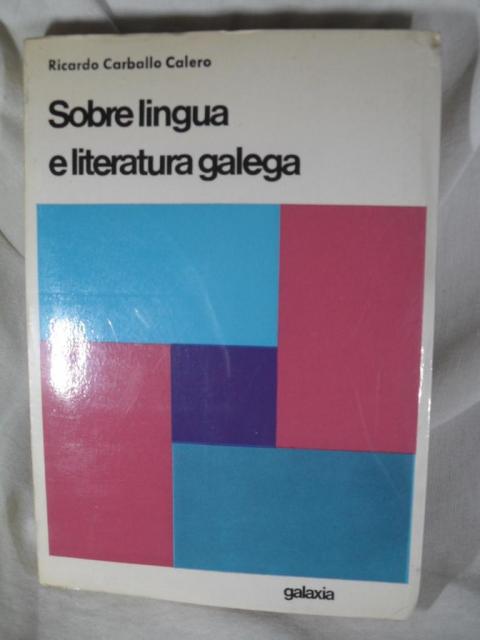 Ricardo Carballo Calero
Sobre lingua
e literatura galega
galaxia